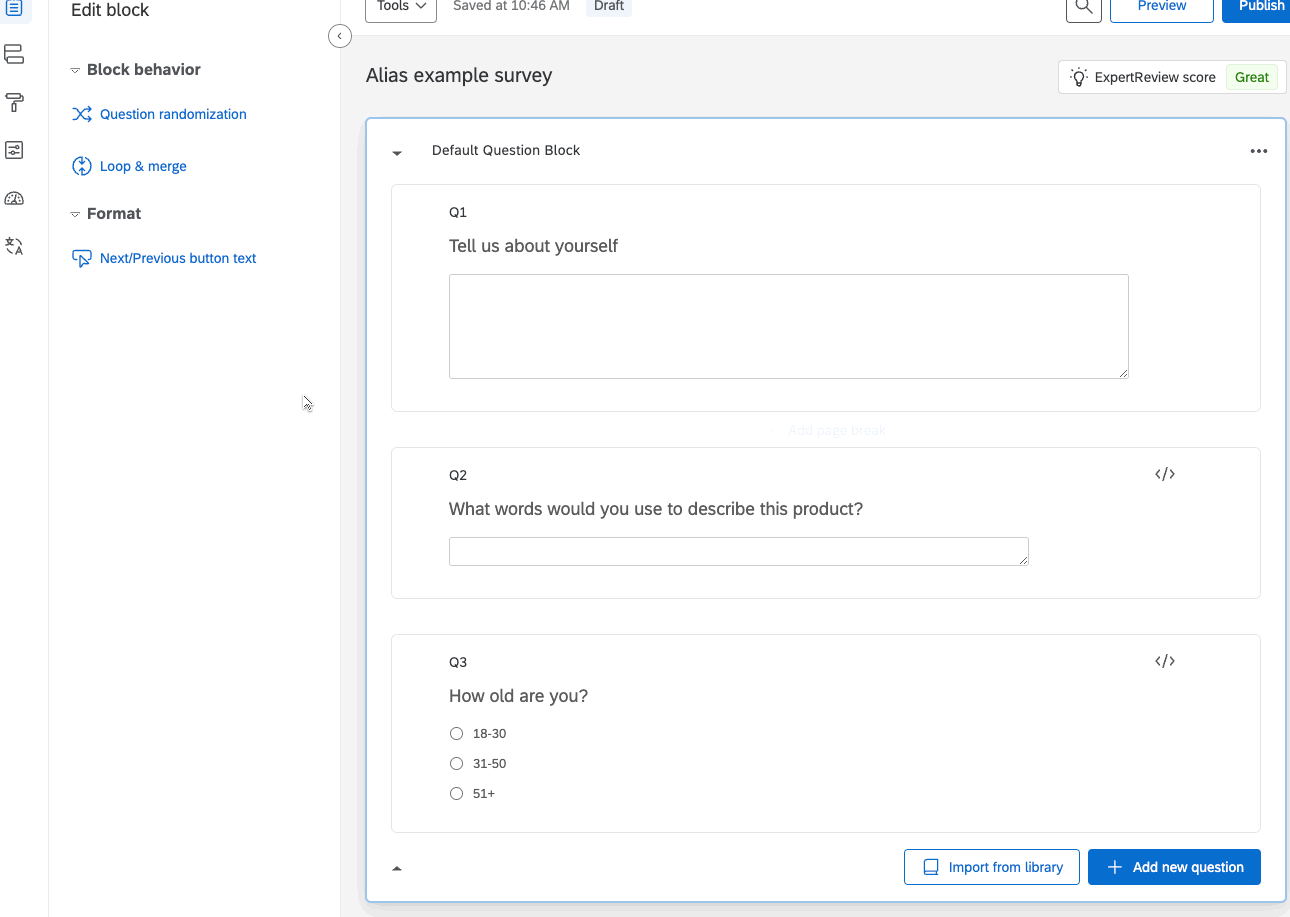 Edit block
Tools
Saved at 10:46 AM
Draft
Preview
Publish
Block behavior
Question randomization
Loop & merge
Format
Next/Previous button text
Alias example survey
ExpertReview score
Great
Default Question Block
Q1
Tell us about yourself
Add page break
Q2
What words would you use to describe this product?
Q3
How old are you?
18-30
31-50
51+
Import from library
Add new question